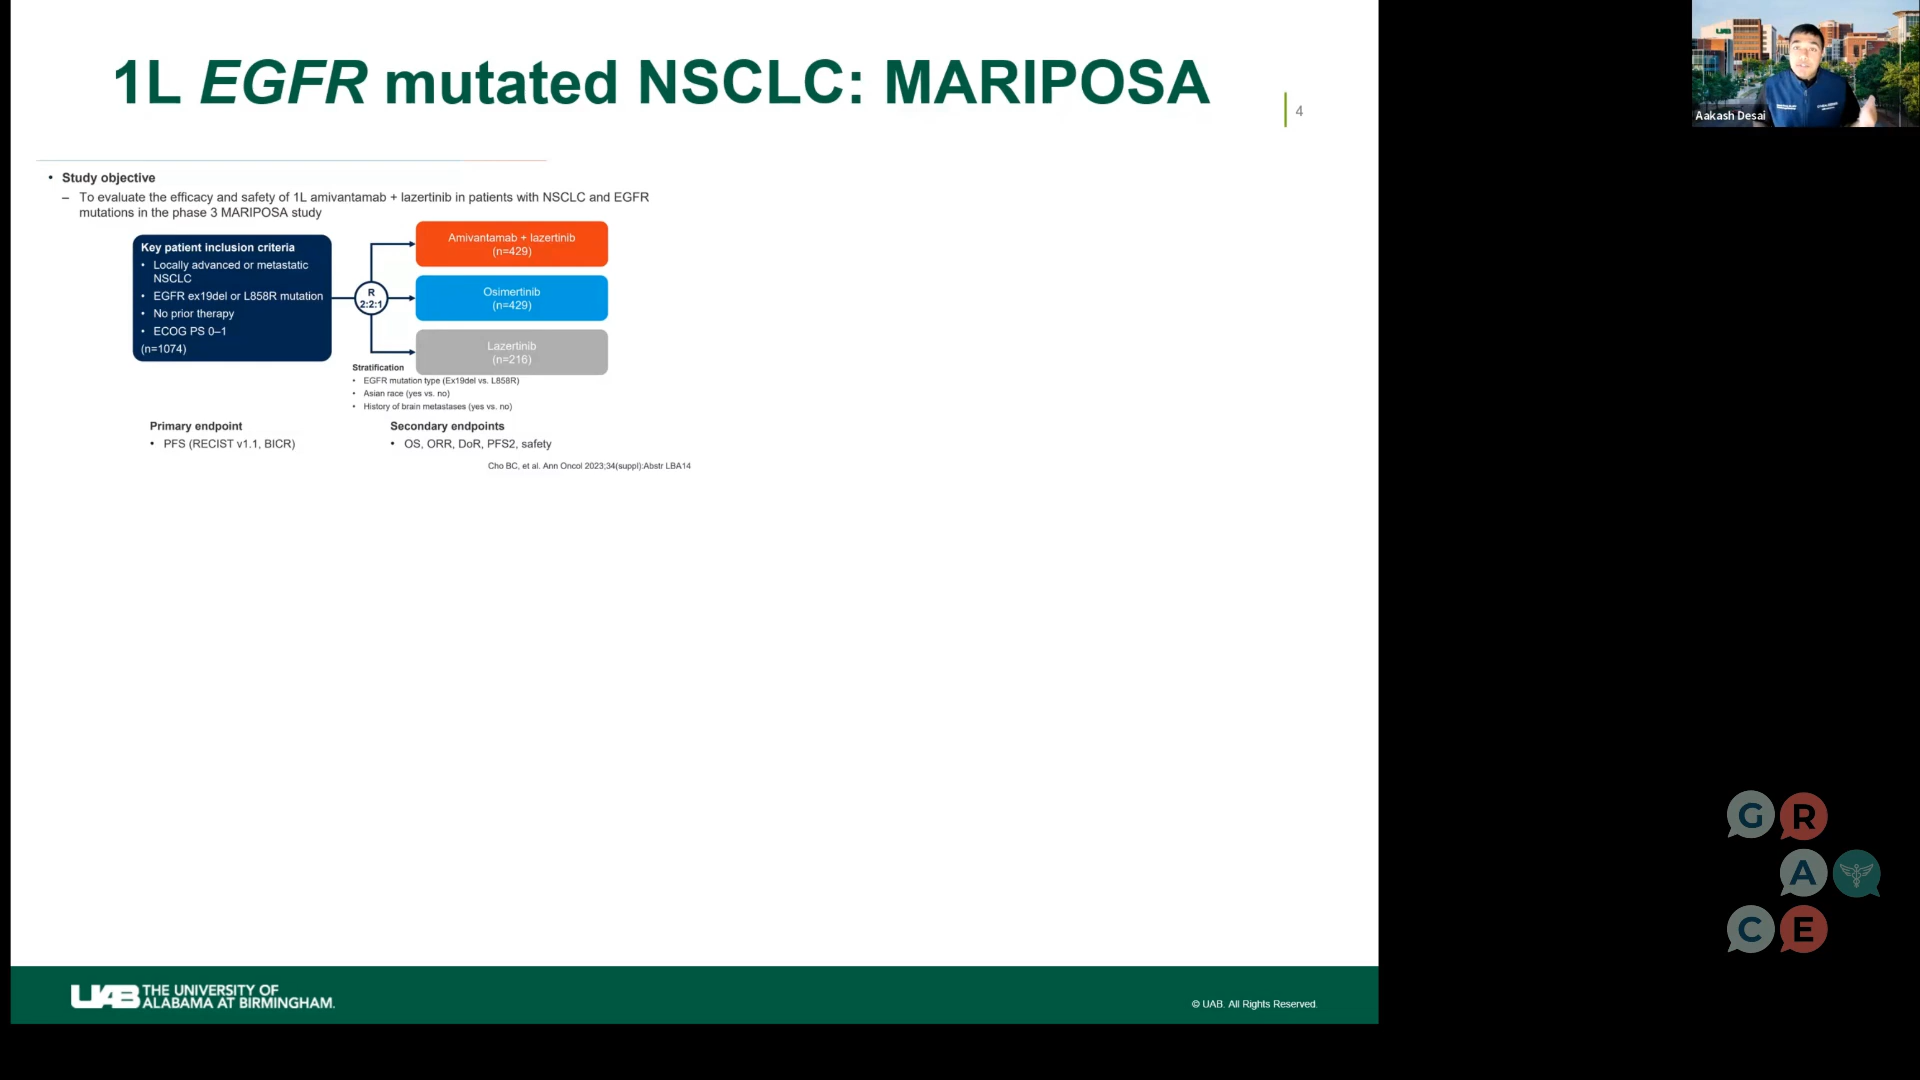 1L EGFR mutated NSCLC: MARIPOSA
4
Aakash Desai
• Study objective
– To evaluate the efficacy and safety of 1L amivantamab + lazertinib in patients with NSCLC and EGFR
mutations in the phase 3 MARIPOSA study
Key patient inclusion criteria
• Locally advanced or metastatic
NSCLC
• EGFR ex19del or L858R mutation
• No prior therapy
• ECOG PS 0–1
(n=1074)
R
2:2:1
Amivantamab + lazertinib
(n=429)
Osimertinib
(n=429)
Lazertinib
(n=216)
Stratification
• EGFR mutation type (Ex19del vs. L858R)
• Asian race (yes vs. no)
• History of brain metastases (yes vs. no)
Primary endpoint
• PFS (RECIST v1.1, BICR)
Secondary endpoints
• OS, ORR, DoR, PFS2, safety
Cho BC, et al. Ann Oncol 2023;34(suppl):Abstr LBA14
G R
A
C E
UAB THE UNIVERSITY OF
ALABAMA AT BIRMINGHAM.
© UAB. All Rights Reserved.